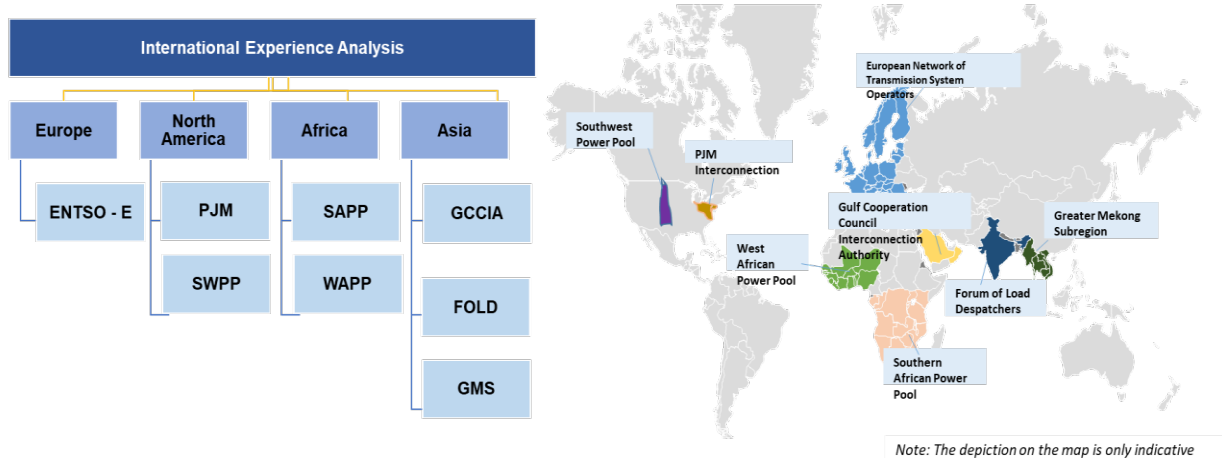 International Experience Analysis
Europe
North
America
Africa
Asia
ENTSO - E
PJM
SAPP
GCCIA
SWPP
WAPP
FOLD
GMS
European Network of
Transmission System
Operators
Southwest
Power Pool
PJM
Interconnection
Gulf Cooperation
Council
Interconnection
Authority
Greater Mekong
Subregion
West
African
Power Pool
Forum of Load
Despatchers
Southern
African Power
Pool
Note: The depiction on the map is only indicative